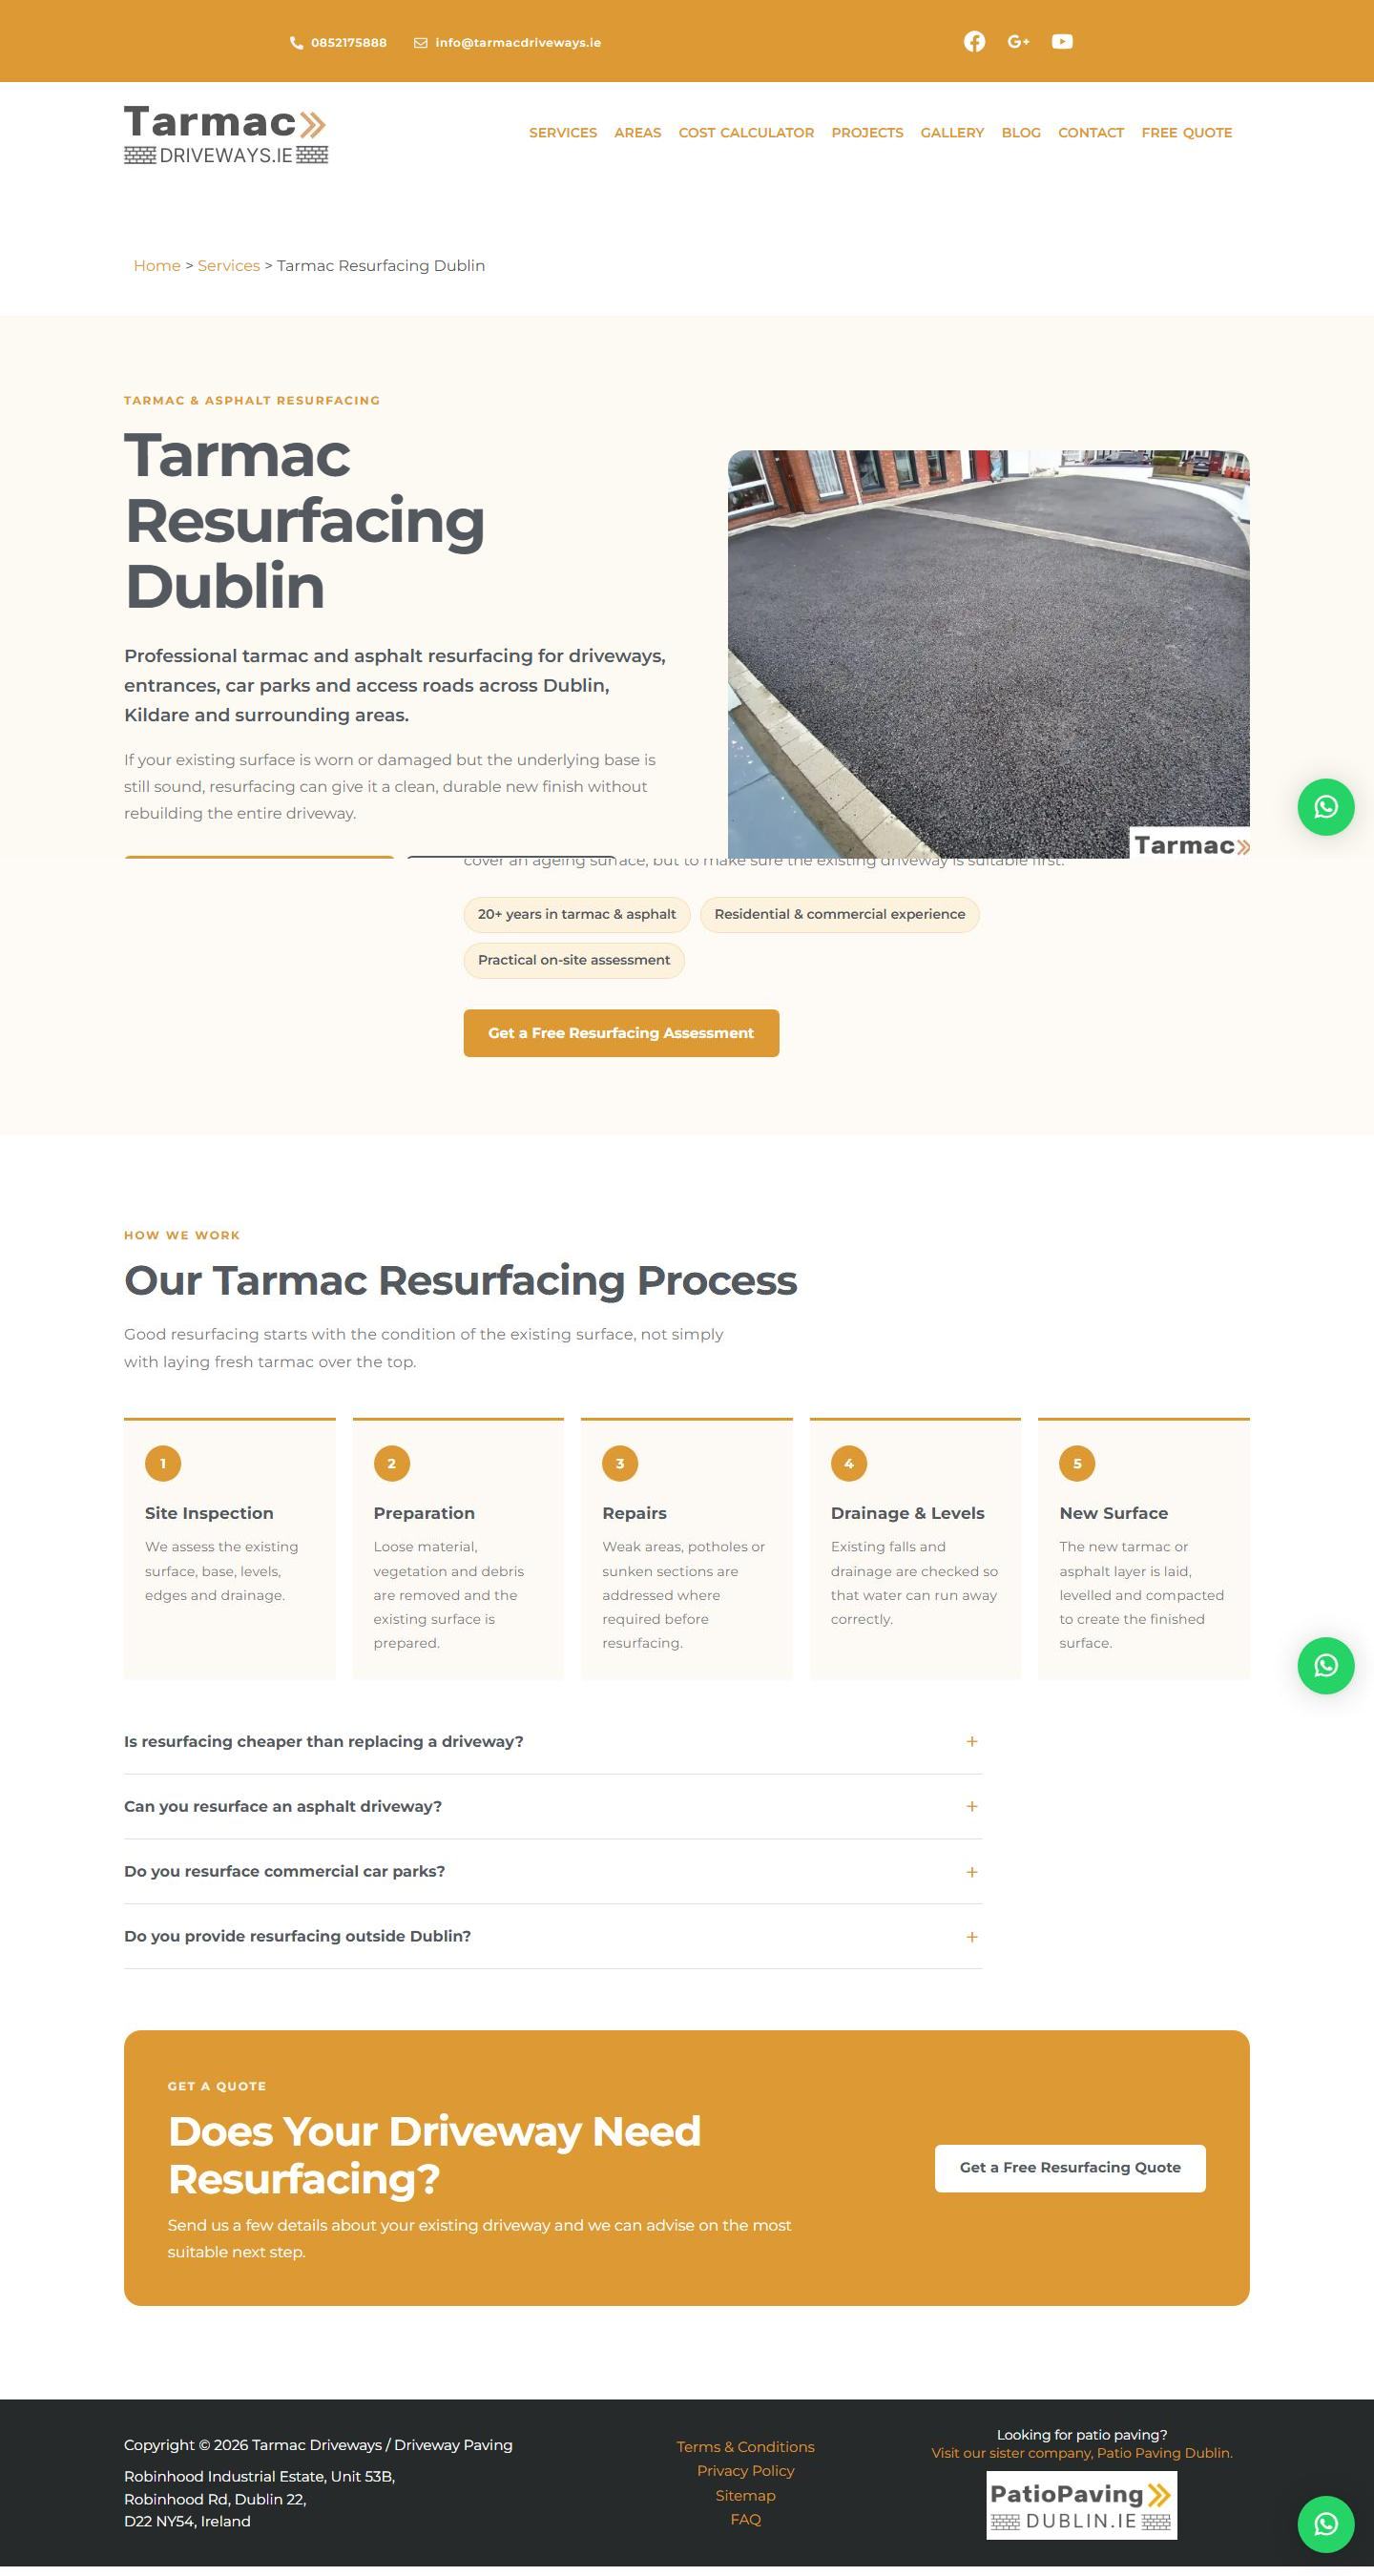 0852175888
info@tarmacdriveways.ie
Tarmac
DRIVEWAYS.IE
SERVICES AREAS COST CALCULATOR PROJECTS GALLERY BLOG CONTACT FREE QUOTE
Home > Services > Tarmac Resurfacing Dublin
TARMAC & ASPHALT RESURFACING
Tarmac
Resurfacing
Dublin
Professional tarmac and asphalt resurfacing for driveways,
entrances, car parks and access roads across Dublin,
Kildare and surrounding areas.
If your existing surface is worn or damaged but the underlying base is
still sound, resurfacing can give it a clean, durable new finish without
rebuilding the entire driveway.
Tarmac
cover an ageing surface, but to make sure the existing driveway is suitable first.
20+ years in tarmac & asphalt
Residential & commercial experience
Practical on-site assessment
Get a Free Resurfacing Assessment
HOW WE WORK
Our Tarmac Resurfacing Process
Good resurfacing starts with the condition of the existing surface, not simply
with laying fresh tarmac over the top.
1
Site Inspection
We assess the existing
surface, base, levels,
edges and drainage.
2
Preparation
Loose material,
vegetation and debris
are removed and the
existing surface is
prepared.
3
Repairs
Weak areas, potholes or
sunken sections are
addressed where
required before
resurfacing.
4
Drainage & Levels
Existing falls and
drainage are checked so
that water can run away
correctly.
5
New Surface
The new tarmac or
asphalt layer is laid,
levelled and compacted
to create the finished
surface.
Is resurfacing cheaper than replacing a driveway? +
Can you resurface an asphalt driveway? +
Do you resurface commercial car parks? +
Do you provide resurfacing outside Dublin? +
GET A QUOTE
Does Your Driveway Need
Resurfacing?
Send us a few details about your existing driveway and we can advise on the most
suitable next step.
Get a Free Resurfacing Quote
Copyright © 2026 Tarmac Driveways / Driveway Paving
Robinhood Industrial Estate, Unit 53B,
Robinhood Rd, Dublin 22,
D22 NY54, Ireland
Terms & Conditions
Privacy Policy
Sitemap
FAQ
Looking for patio paving?
Visit our sister company, Patio Paving Dublin.
PatioPaving
DUBLIN.IE